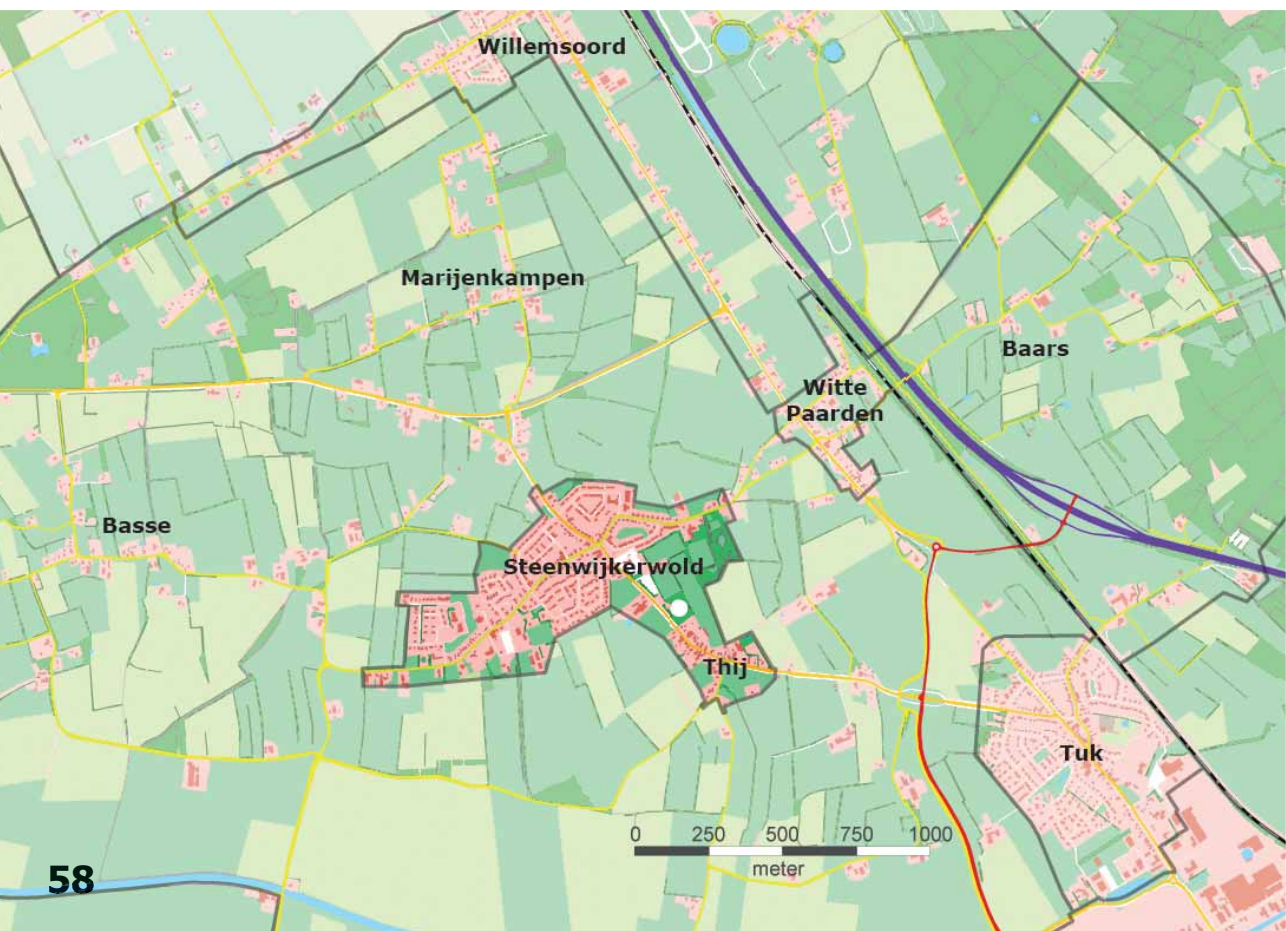 Willemsoord
Marijenkampen
Baars
Witte
Paarden
Basse
Steenwijkerwold
Thij
Tuk
0 250 500 750 1000
meter
58